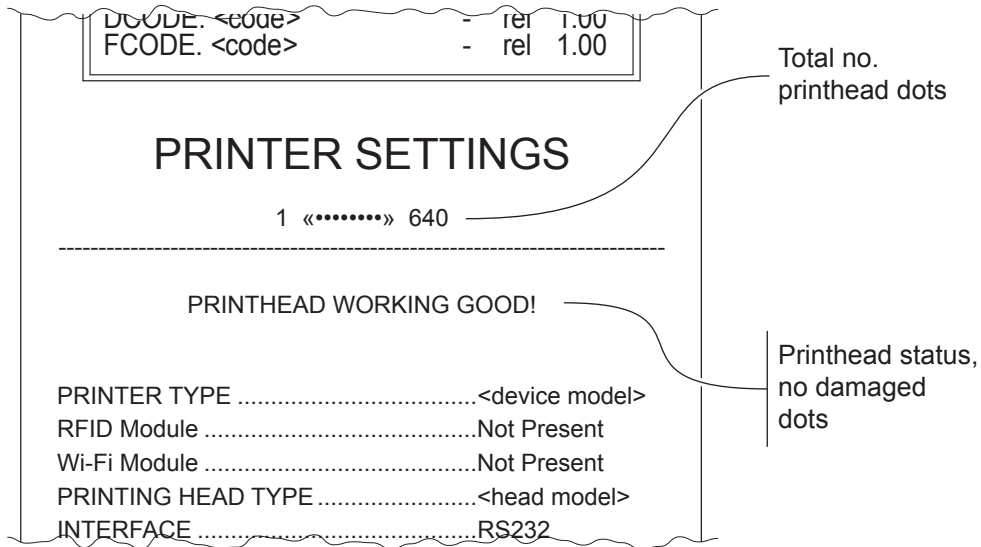 DCODE. <code> - rel 1.00
FCODE. <code> - rel 1.00
Total no.
printhead dots
PRINTER SETTINGS
1 «••••••••» 640
---------------------------------------------------------------------------
PRINTHEAD WORKING GOOD!
Printhead status,
no damaged
dots
PRINTER TYPE ....................................<device model>
RFID Module .........................................Not Present
Wi-Fi Module .........................................Not Present
PRINTING HEAD TYPE ........................<head model>
INTERFACE ..........................................RS232